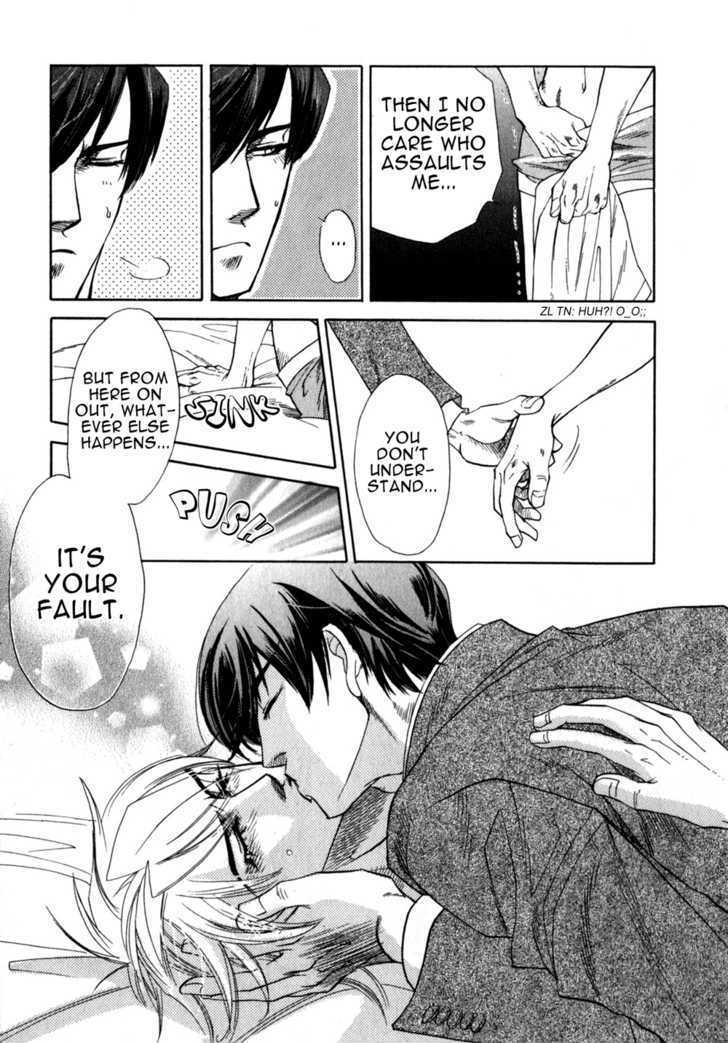 THEN I NO
LONGER
CARE WHO
ASSAULTS
ME...
...
ZL TN: HUH?! O_O;;
YOU
DON'T
UNDER-
STAND...
SINK
BUT FROM
HERE ON
OUT, WHAT-
EVER ELSE
HAPPENS...
PUSH
IT'S
YOUR
FAULT.